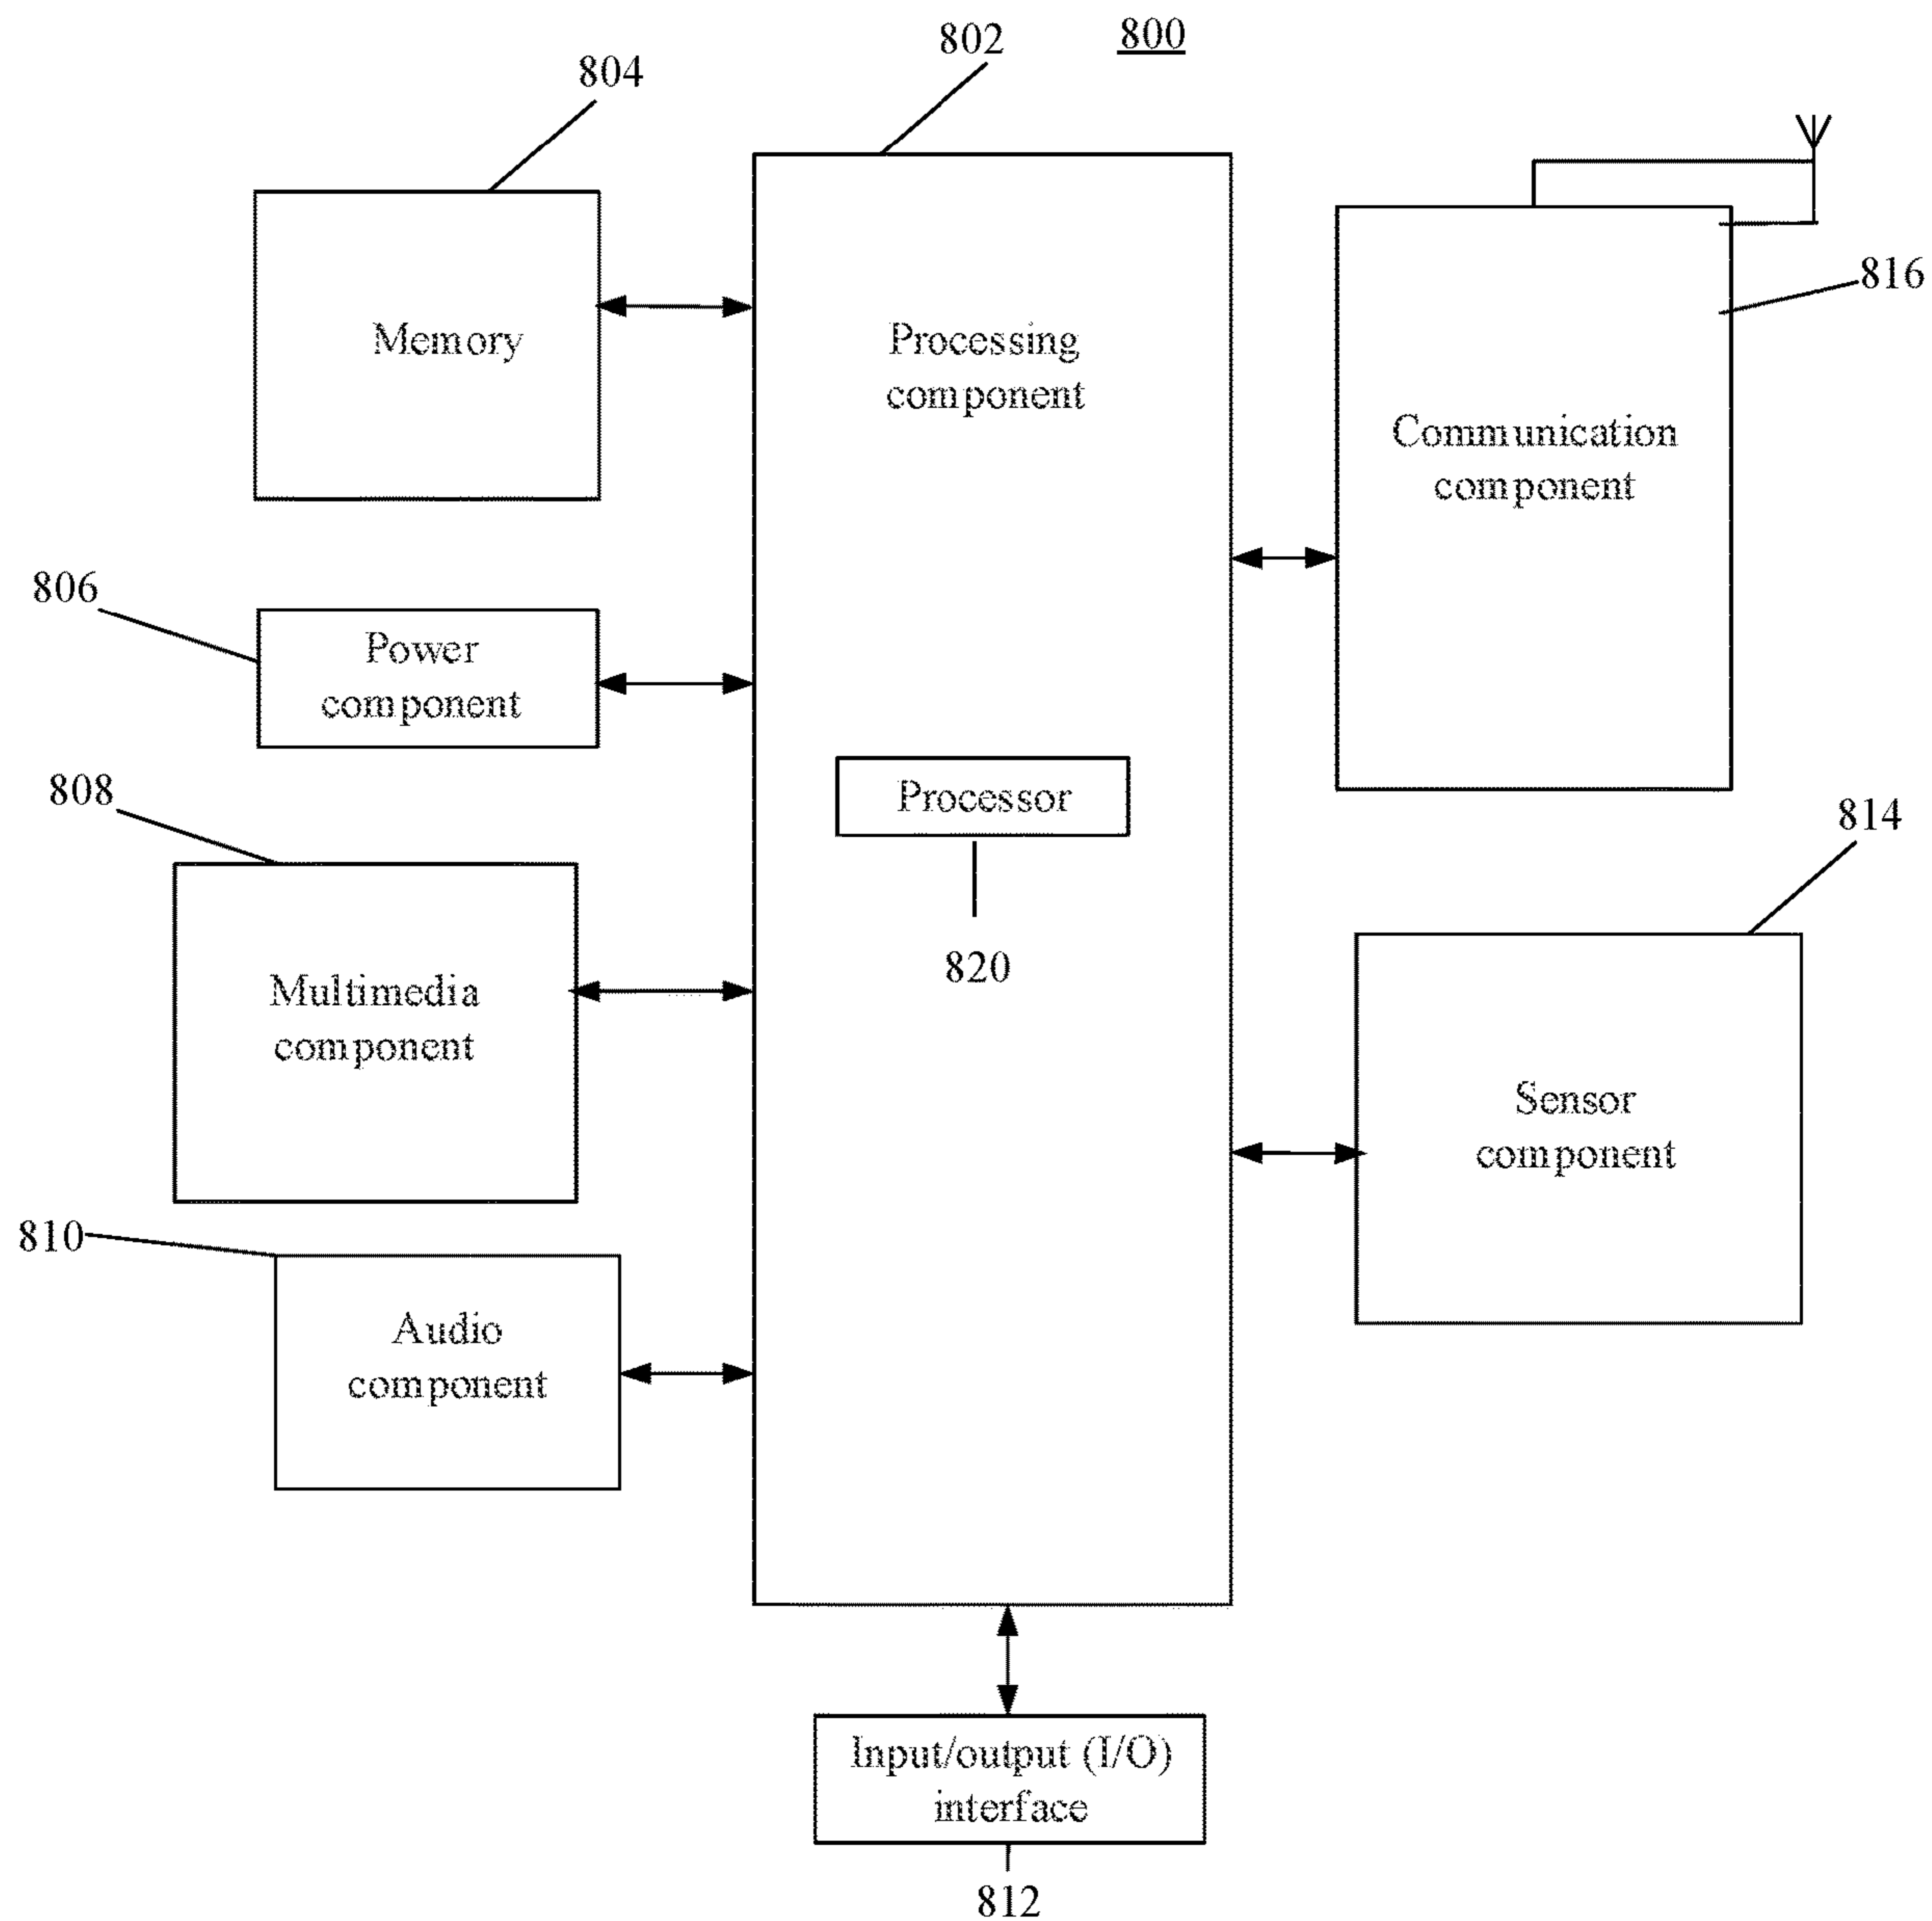 800
802
804
Memory
Processing
component
816
Communication
component
806
Power
component
808
Processor
814
820
Multimedia
component
Sensor
component
810
Audio
component
Input/output (I/O)
interface
812